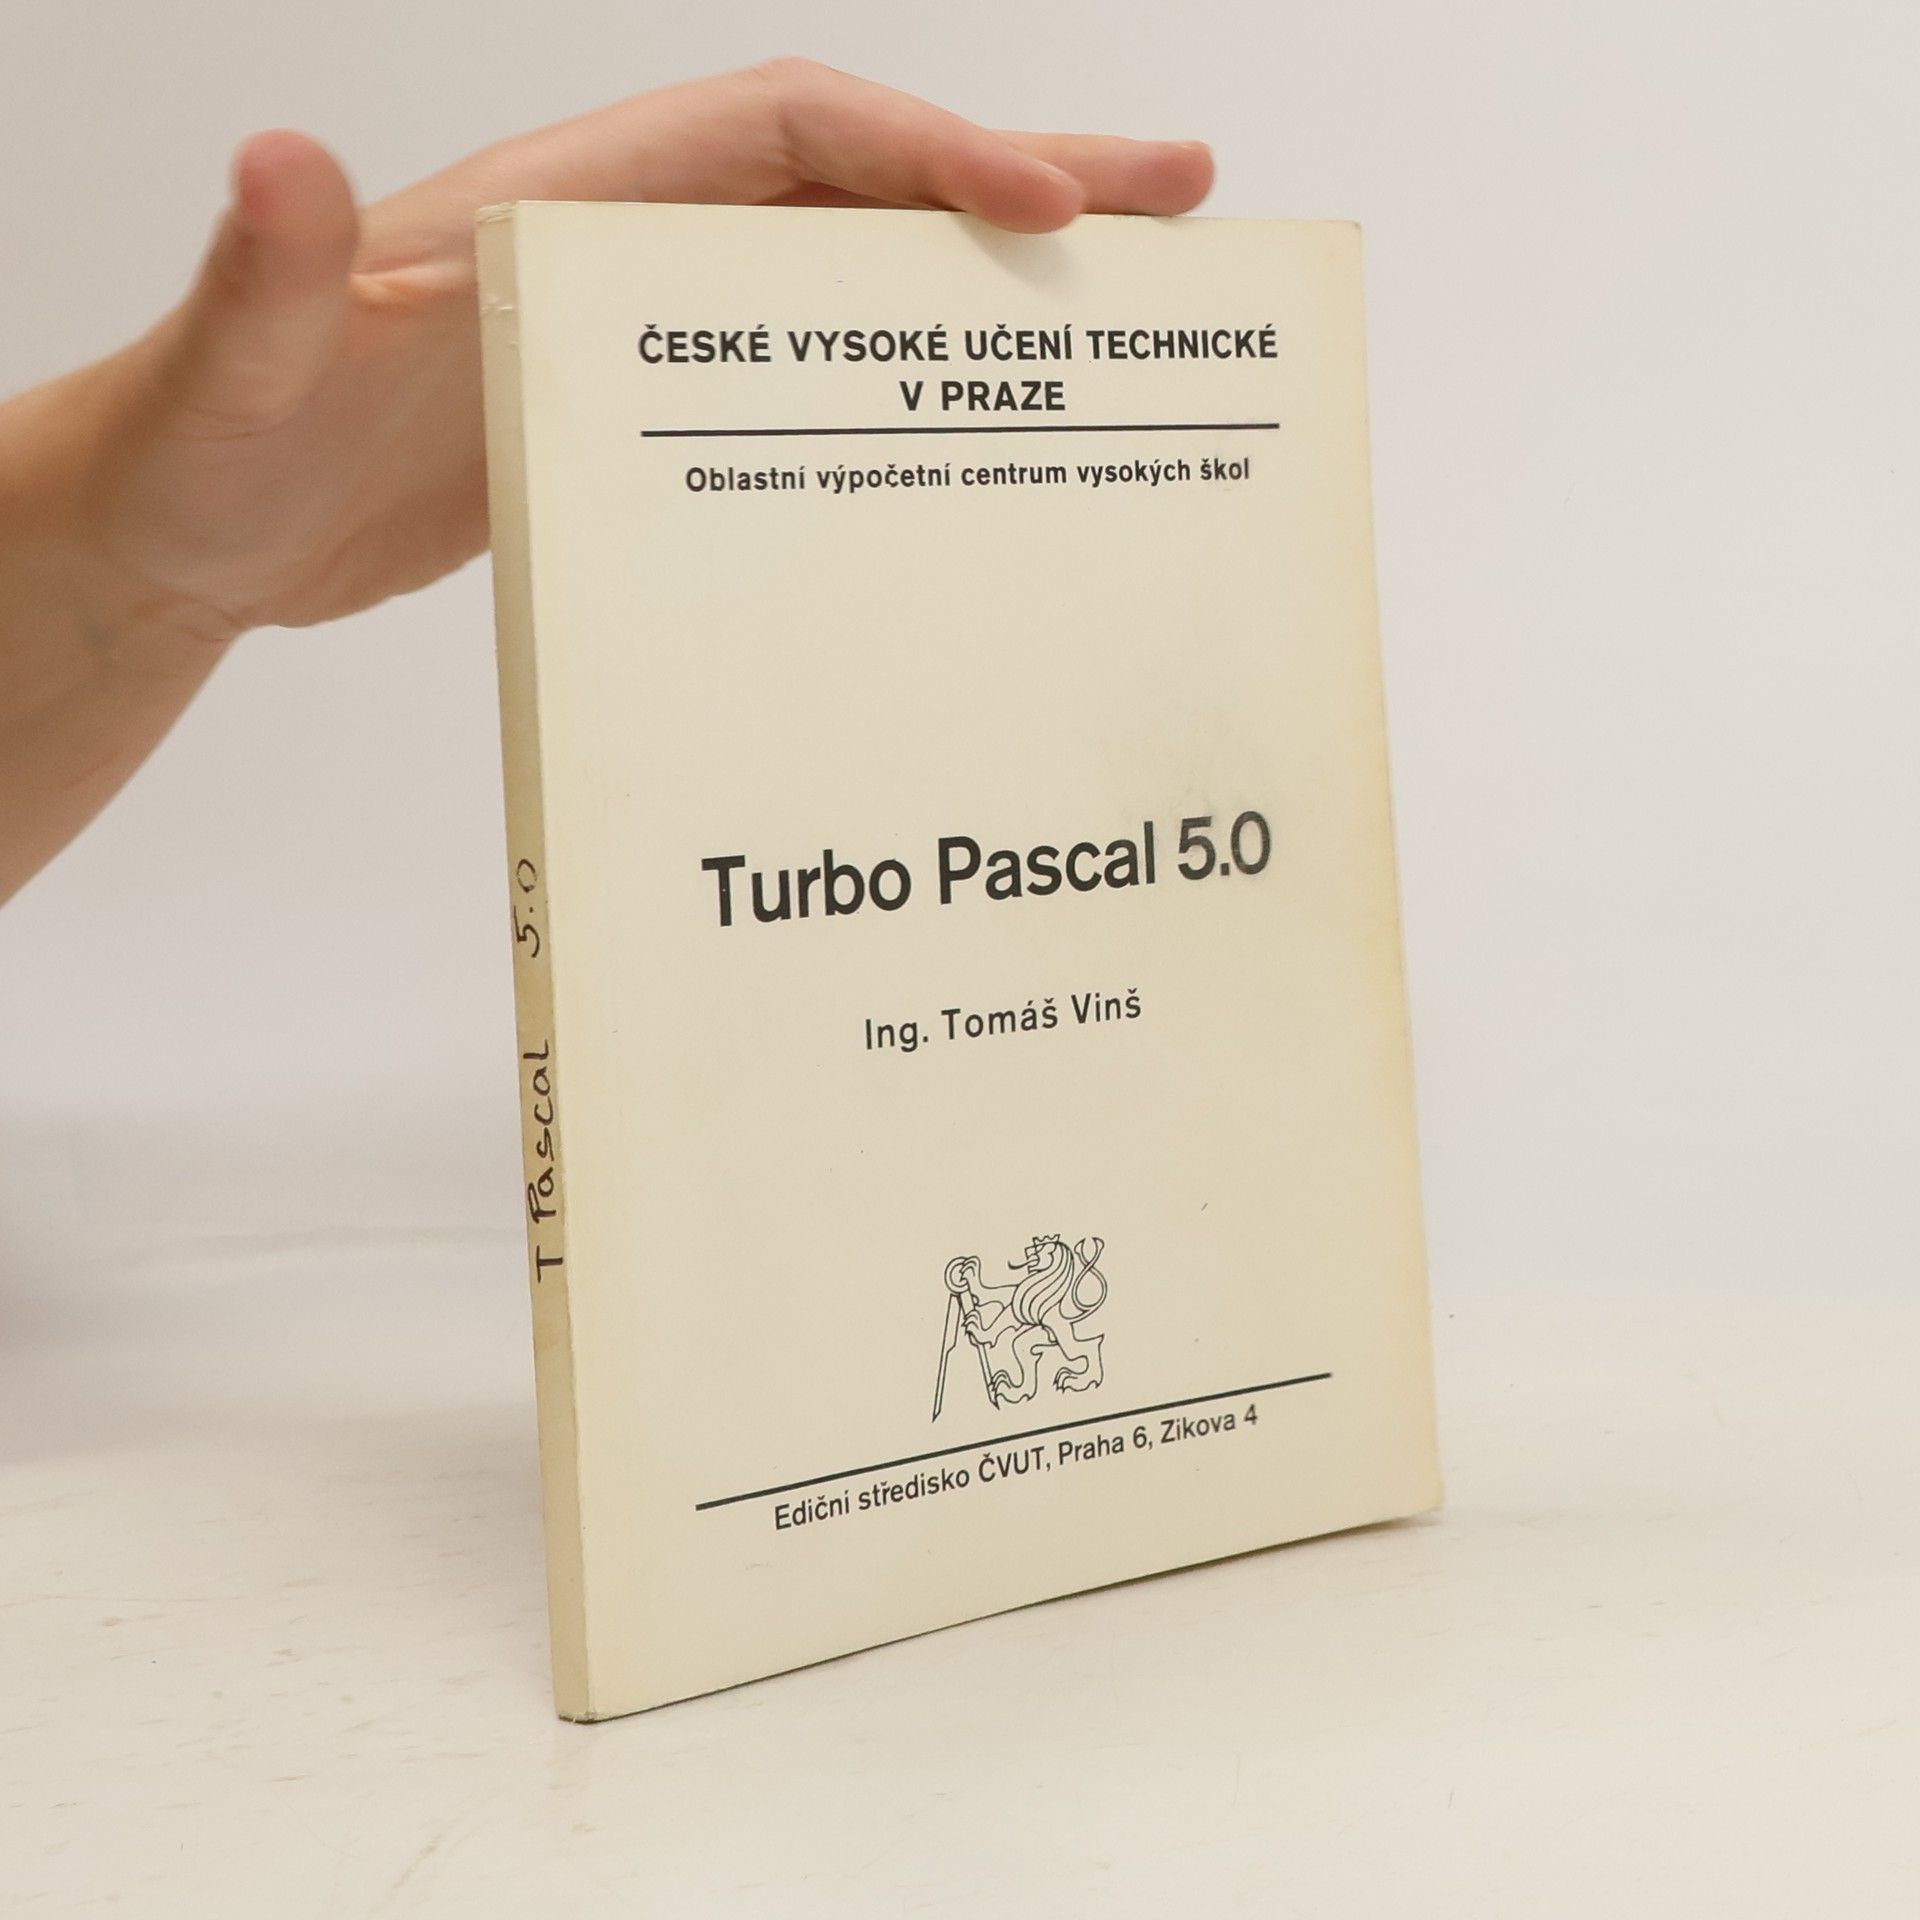 ČESKÉ VYSOKÉ UČENÍ TECHNICKÉ
V PRAZE
Oblastní výpočetní centrum vysokých škol
Turbo Pascal 5.0
Ing. Tomáš Vinš
Ediční středisko ČVUT, Praha 6, Zikova 4
T Pascal 5.0